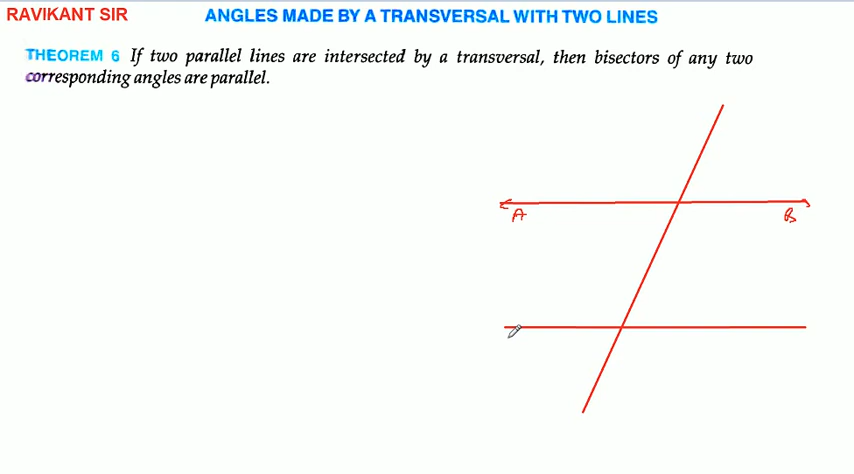 RAVIKANT SIR
ANGLES MADE BY A TRANSVERSAL WITH TWO LINES
THEOREM 6 If two parallel lines are intersected by a transversal, then bisectors of any two
corresponding angles are parallel.
A B